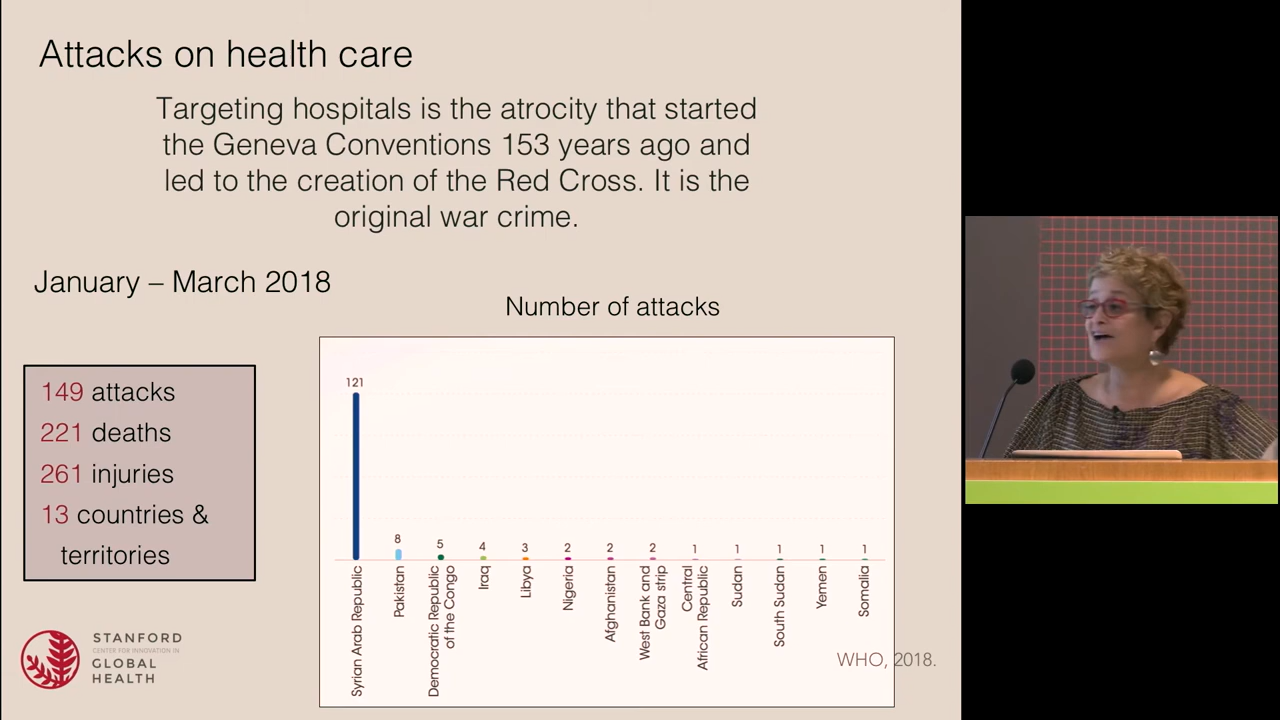 Attacks on health care
Targeting hospitals is the atrocity that started
the Geneva Conventions 153 years ago and
led to the creation of the Red Cross. It is the
original war crime.
January – March 2018
Number of attacks
149 attacks
221 deaths
261 injuries
13 countries &
territories
121
8
5
4
3
2
2
2
1
1
1
1
1
Syrian Arab Republic
Pakistan
Democratic Republic
of the Congo
Iraq
Libya
Nigeria
Afghanistan
West Bank and
Gaza strip
Central
African Republic
Sudan
South Sudan
Yemen
Somalia
WHO, 2018.
STANFORD
CENTER FOR INNOVATION IN
GLOBAL
HEALTH